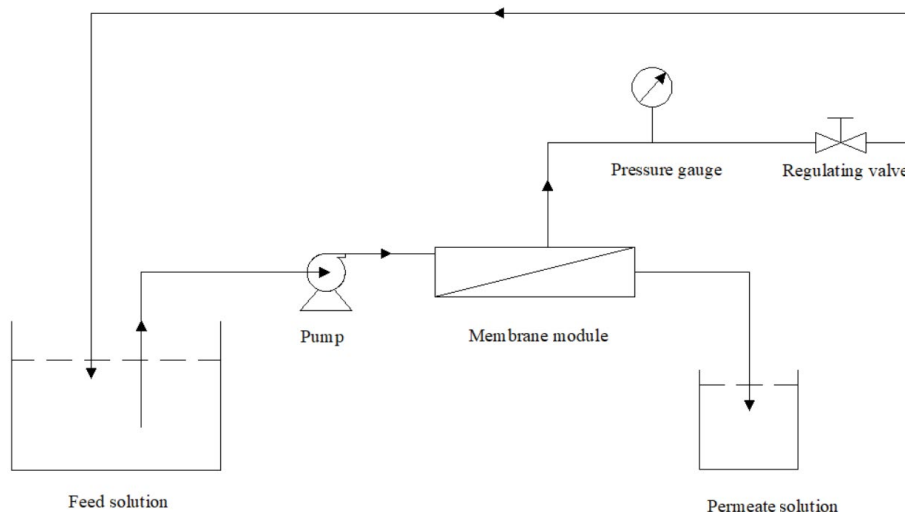 Pressure gauge
Regulating valve
Pump
Membrane module
Feed solution
Permeate solution